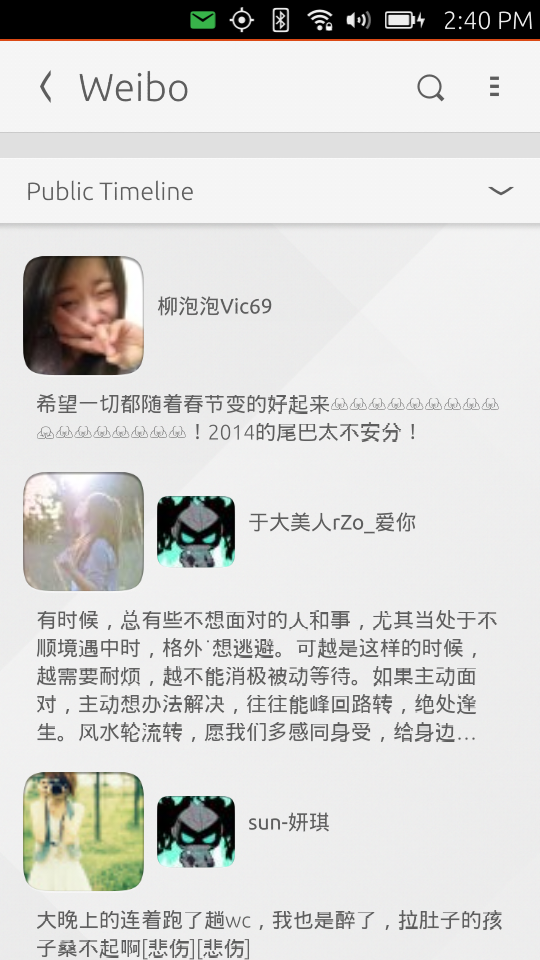 2:40 PM
Weibo
Public Timeline
柳泡泡Vic69
希望一切都随着春节变的好起来🙏🙏🙏🙏🙏🙏🙏🙏🙏
🙏🙏🙏🙏🙏🙏🙏🙏！2014的尾巴太不安分！
于大美人rZo_爱你
有时候，总有些不想面对的人和事，尤其当处于不
顺境遇中时，格外˙想逃避。可越是这样的时候，
越需要耐烦，越不能消极被动等待。如果主动面
对，主动想办法解决，往往能峰回路转，绝处逢
生。风水轮流转，愿我们多感同身受，给身边...
sun-妍琪
大晚上的连着跑了趟wc，我也是醉了，拉肚子的孩
子桑不起啊[悲伤][悲伤]